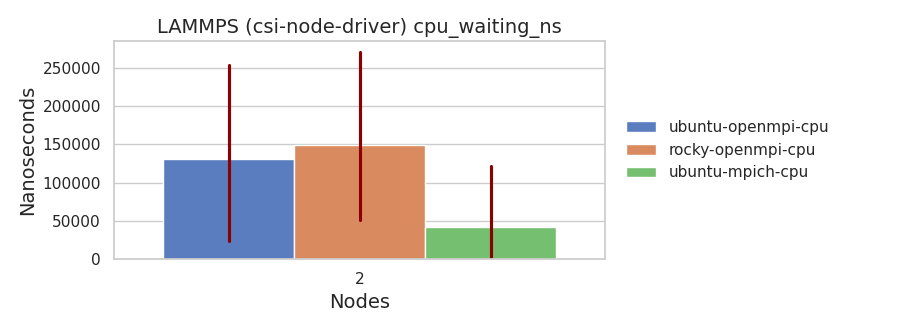 LAMMPS (csi-node-driver) cpu_waiting_ns
Nanoseconds
250000
200000
150000
100000
50000
0
2
Nodes
ubuntu-openmpi-cpu
rocky-openmpi-cpu
ubuntu-mpich-cpu